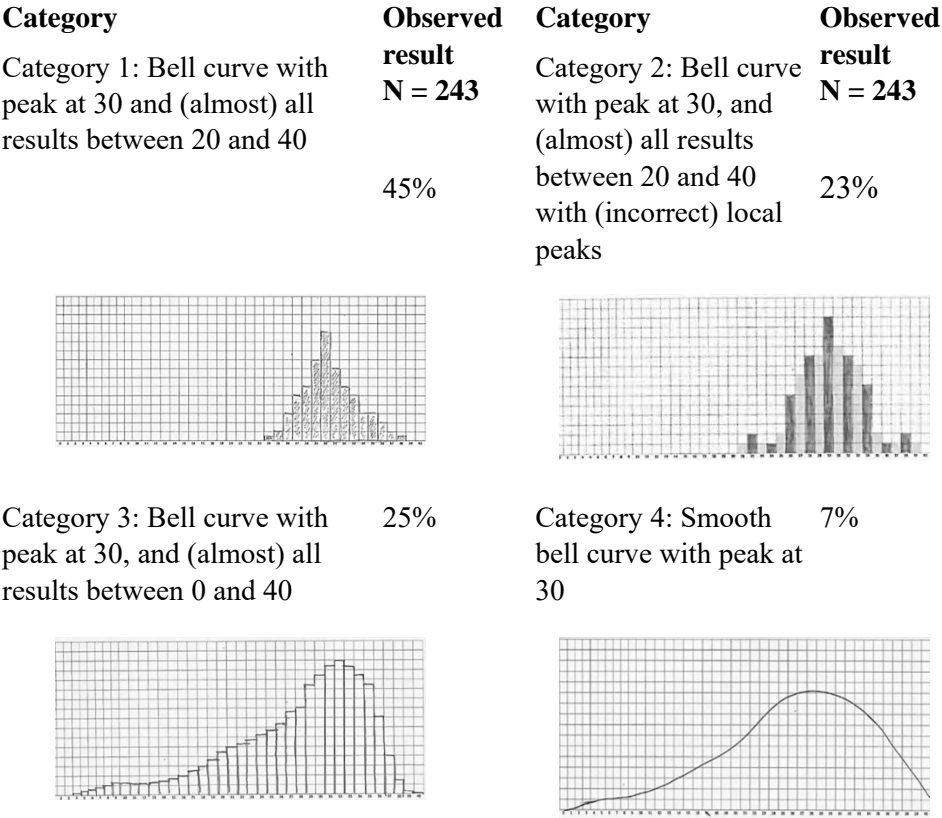 Category
Observed
result
N = 243
Category 1: Bell curve with
peak at 30 and (almost) all
results between 20 and 40
45%
Category
Observed
result
N = 243
Category 2: Bell curve
with peak at 30, and
(almost) all results
between 20 and 40
with (incorrect) local
peaks
23%
Category 3: Bell curve with
peak at 30, and (almost) all
results between 0 and 40
25%
Category 4: Smooth
bell curve with peak at
30
7%